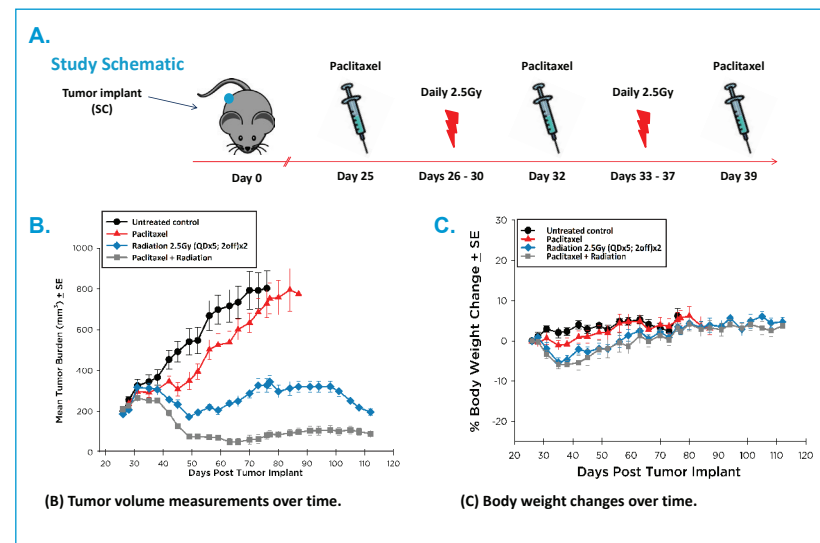 A.
Study Schematic
Tumor implant
(SC)
Paclitaxel
Daily 2.5Gy
Paclitaxel
Daily 2.5Gy
Paclitaxel
Day 0
Day 25
Days 26 - 30
Day 32
Days 33 - 37
Day 39
B.
Untreated control
Paclitaxel
Radiation 2.5Gy (QDx5; 2off)x2
Paclitaxel + Radiation
Mean Tumor Burden (mm³) ± SE
1000
800
600
400
200
0
20 30 40 50 60 70 80 90 100 110 120
Days Post Tumor Implant
(B) Tumor volume measurements over time.
C.
Untreated control
Paclitaxel
Radiation 2.5Gy (QDx5; 2off)x2
Paclitaxel + Radiation
% Body Weight Change ± SE
30
20
10
0
-10
-20
20 30 40 50 60 70 80 90 100 110 120
Days Post Tumor Implant
(C) Body weight changes over time.